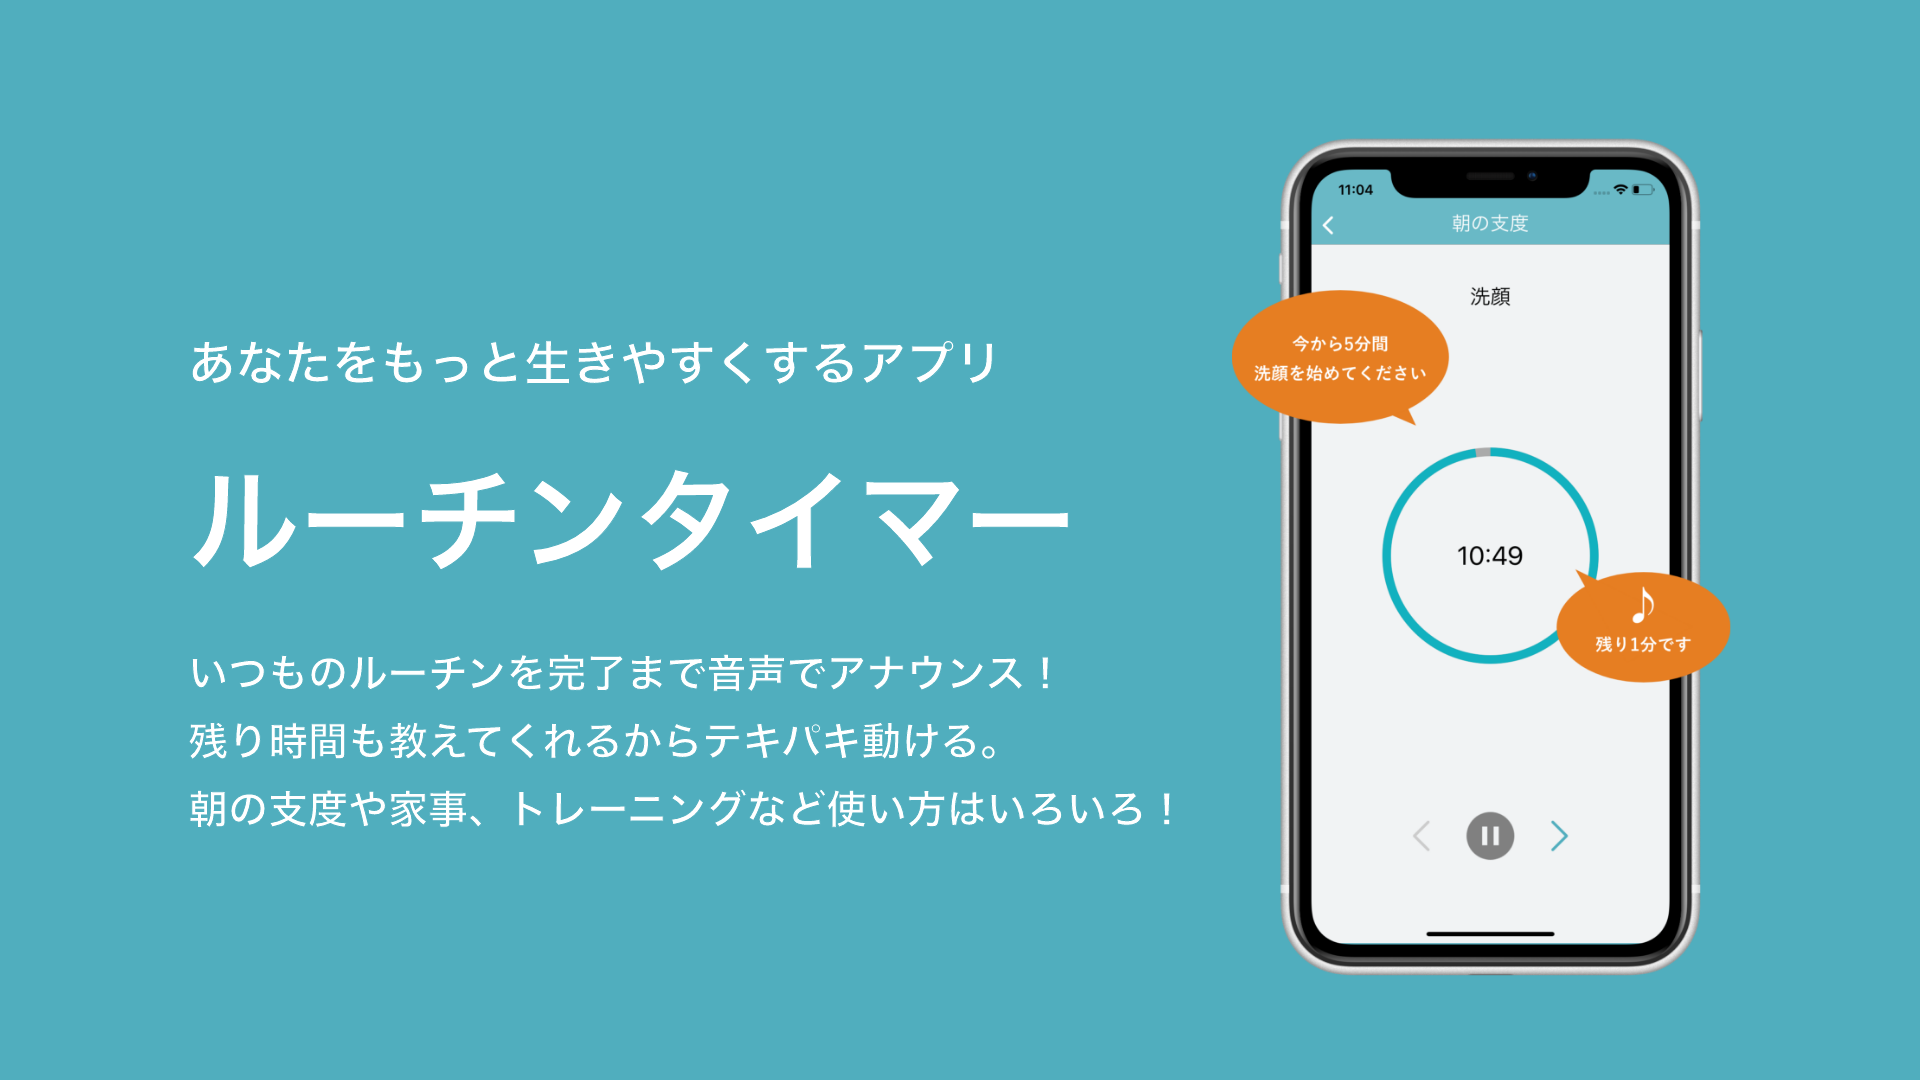 あなたをもっと生きやすくするアプリ
ルーチンタイマー
いつものルーチンを完了まで音声でアナウンス！
残り時間も教えてくれるからテキパキ動ける。
朝の支度や家事、トレーニングなど使い方はいろいろ！
11:04
朝の支度
洗顔
今から5分間
洗顔を始めてください
10:49
残り1分です